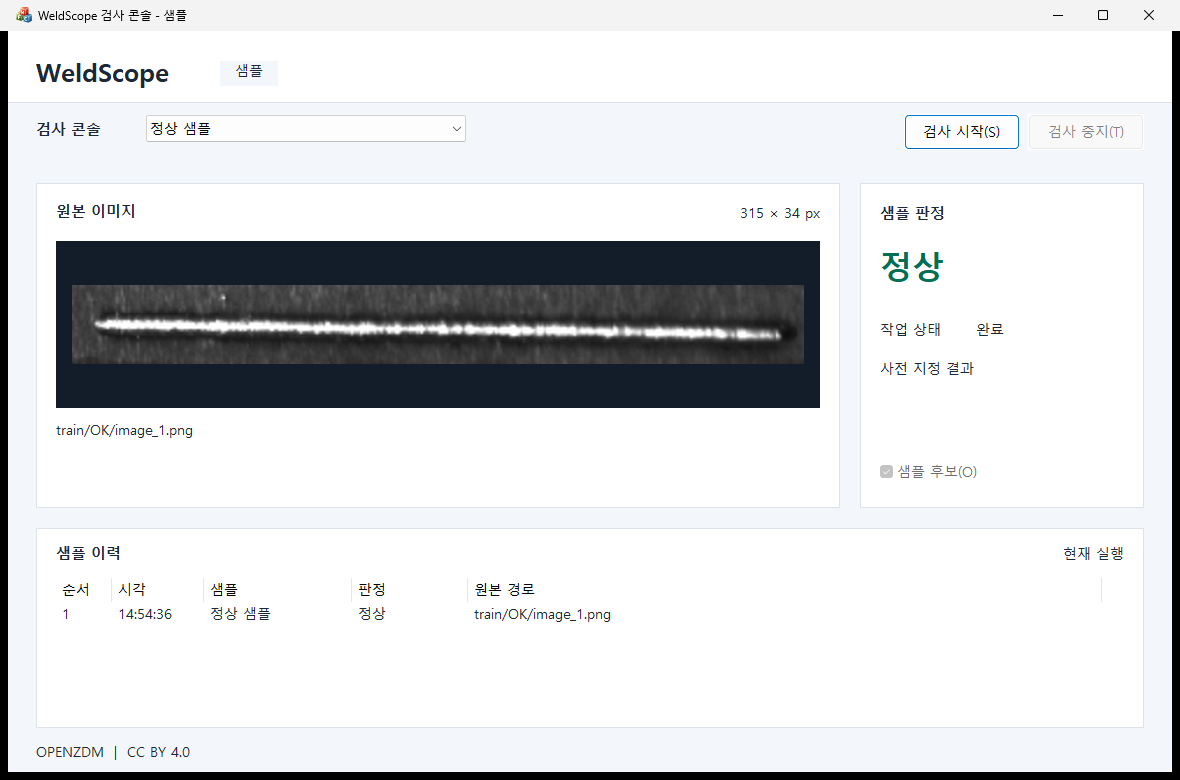 WeldScope 검사 콘솔 - 샘플
WeldScope 샘플
검사 콘솔 정상 샘플 검사 시작(S) 검사 중지(T)
원본 이미지 315 × 34 px
train/OK/image_1.png
샘플 판정
정상
작업 상태 완료
사전 지정 결과
샘플 후보(O)
샘플 이력 현재 실행
순서 시각 샘플 판정 원본 경로
1 14:54:36 정상 샘플 정상 train/OK/image_1.png
OPENZDM | CC BY 4.0